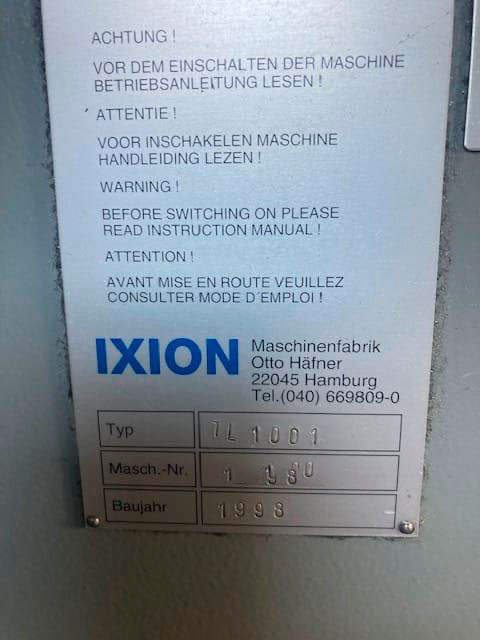 ACHTUNG !
VOR DEM EINSCHALTEN DER MASCHINE
BETRIEBSANLEITUNG LESEN !
ATTENTIE !
VOOR INSCHAKELEN MASCHINE
HANDLEIDING LEZEN !
WARNING !
BEFORE SWITCHING ON PLEASE
READ INSTRUCTION MANUAL !
ATTENTION !
AVANT MISE EN ROUTE VEUILLEZ
CONSULTER MODE D´EMPLOI !
IXION
Maschinenfabrik
Otto Häfner
22045 Hamburg
Tel.(040) 669809-0
Typ TL 1001
Masch.-Nr.
Baujahr 1998